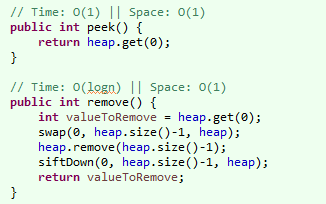 // Time: O(1) || Space: O(1)
public int peek() {
    return heap.get(0);
}

// Time: O(logn) || Space: O(1)
public int remove() {
    int valueToRemove = heap.get(0);
    swap(0, heap.size()-1, heap);
    heap.remove(heap.size()-1);
    siftDown(0, heap.size()-1, heap);
    return valueToRemove;
}